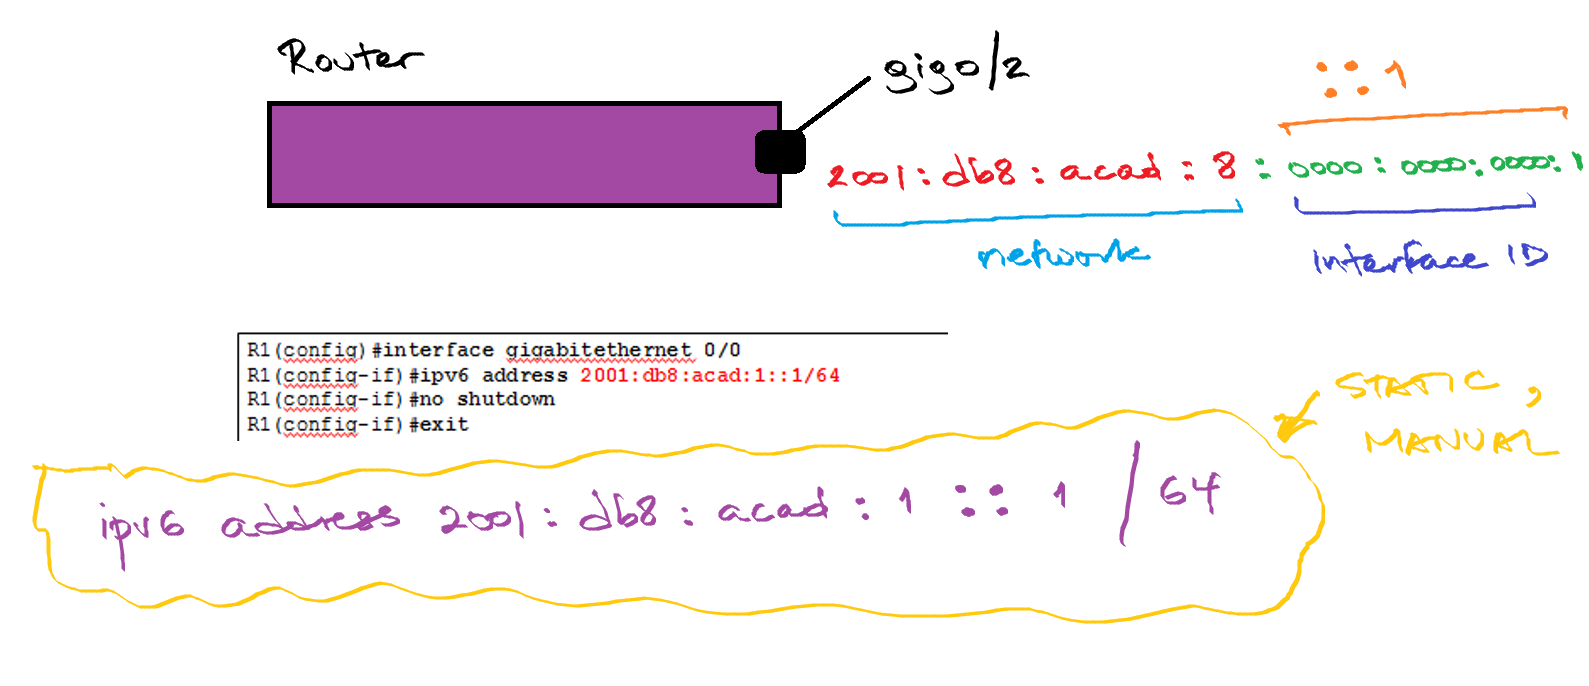 Router
gig0/2
::1
2001:db8:acad:8:0000:0000:0000:1
network
Interface ID
R1(config)#interface gigabitethernet 0/0
R1(config-if)#ipv6 address 2001:db8:acad:1::1/64
R1(config-if)#no shutdown
R1(config-if)#exit
STATIC,
MANUAL
ipv6 address 2001:db8:acad:1::1/64